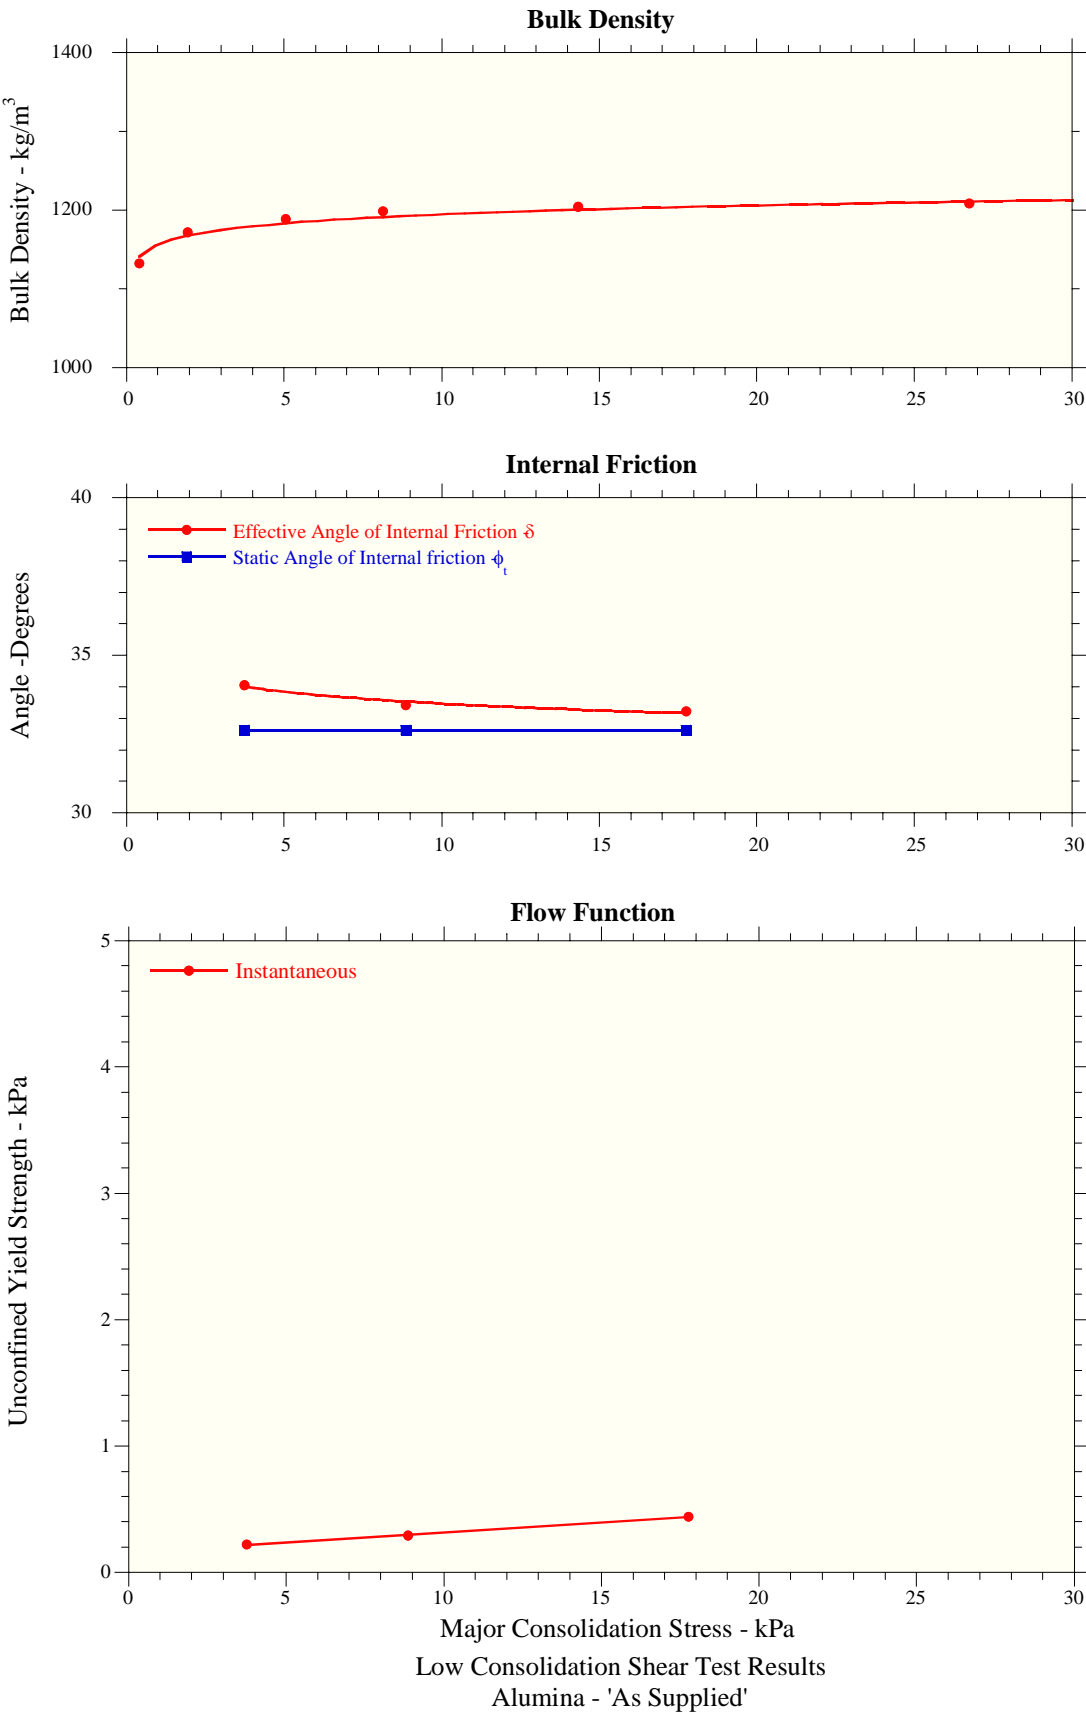 Bulk Density
1400
1200
1000
Bulk Density - kg/m³
0 5 10 15 20 25 30
Internal Friction
40
35
30
Angle -Degrees
Effective Angle of Internal Friction -δ
Static Angle of Internal friction -ϕt
0 5 10 15 20 25 30
Flow Function
5
4
3
2
1
0
Unconfined Yield Strength - kPa
Instantaneous
0 5 10 15 20 25 30
Major Consolidation Stress - kPa
Low Consolidation Shear Test Results
Alumina - 'As Supplied'